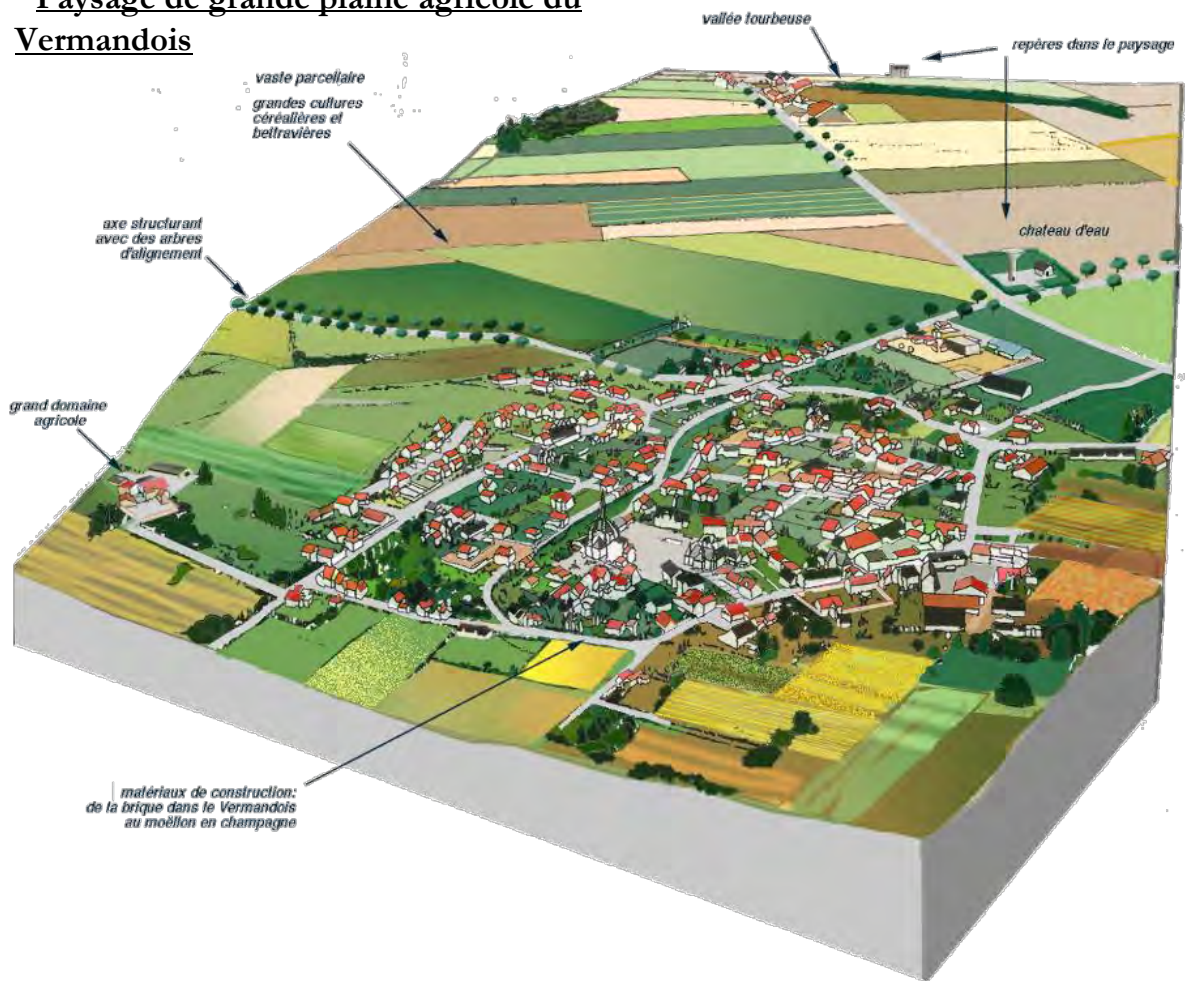 Paysage de grande plaine agricole du
Vermandois
vallée tourbeuse
repères dans le paysage
vaste parcellaire
grandes cultures
céréalières et
bettravières
axe structurant
avec des arbres
d'alignement
chateau d'eau
grand domaine
agricole
matériaux de construction:
de la brique dans le Vermandois
au moëllon en champagne